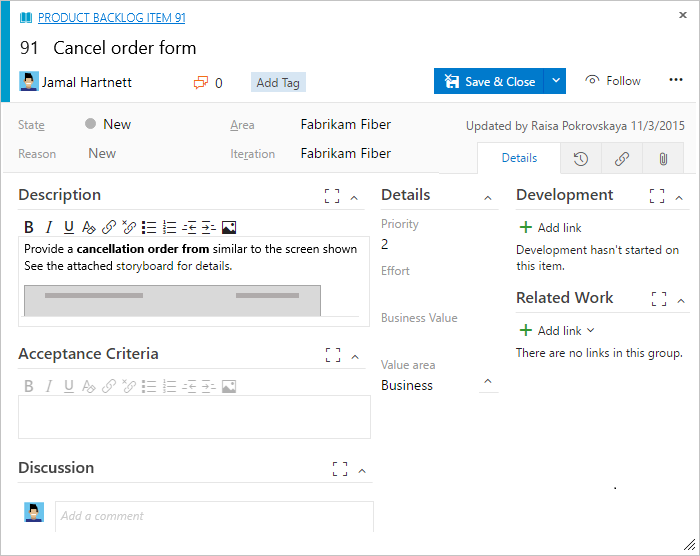 PRODUCT BACKLOG ITEM 91
91 Cancel order form
Jamal Hartnett 0 Add Tag Save & Close Follow
State New Area Fabrikam Fiber Updated by Raisa Pokrovskaya 11/3/2015
Reason New Iteration Fabrikam Fiber
Details
Description
B I U
Provide a cancellation order from similar to the screen shown
See the attached storyboard for details.
Acceptance Criteria
B I U
Discussion
Add a comment
Details
Priority
2
Effort
Business Value
Value area
Business
Development
Add link
Development hasn't started on
this item.
Related Work
Add link
There are no links in this group.